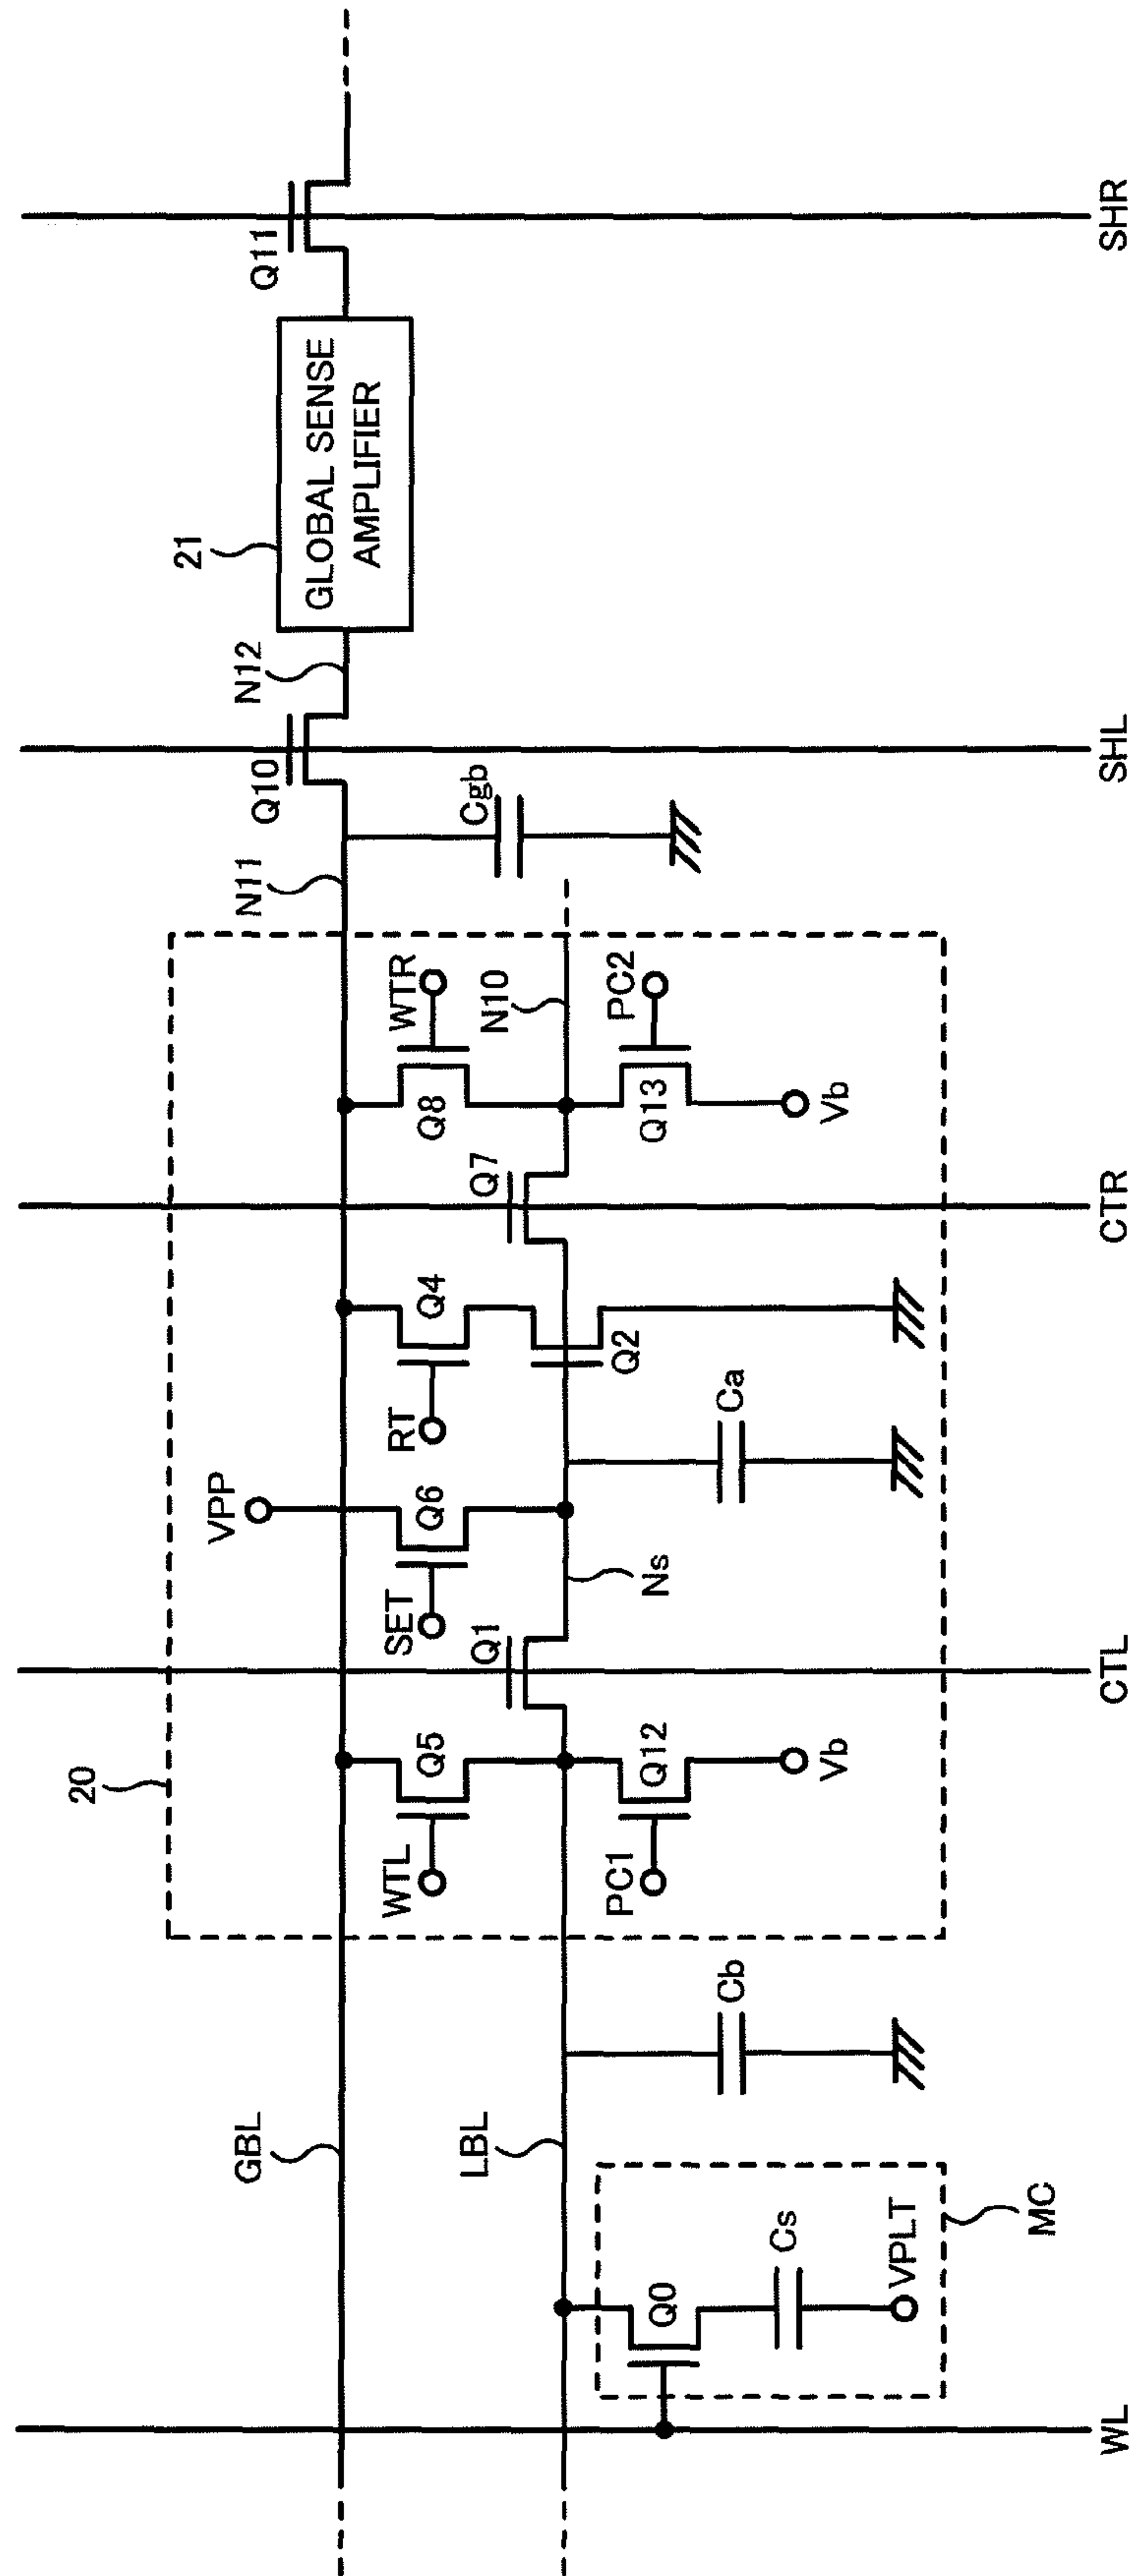 20
VPP
GBL
WTL
Q5
SET
Q6
RT
Q4
Q8
WTR
N11
Q10
N12
21
GLOBAL SENSE
AMPLIFIER
Q11
LBL
Q1
Ns
Q2
Q7
N10
Cgb
Q0
Cs
VPLT
MC
Cb
PC1
Q12
Vb
Ca
Q13
PC2
Vb
WL
CTL
CTR
SHL
SHR